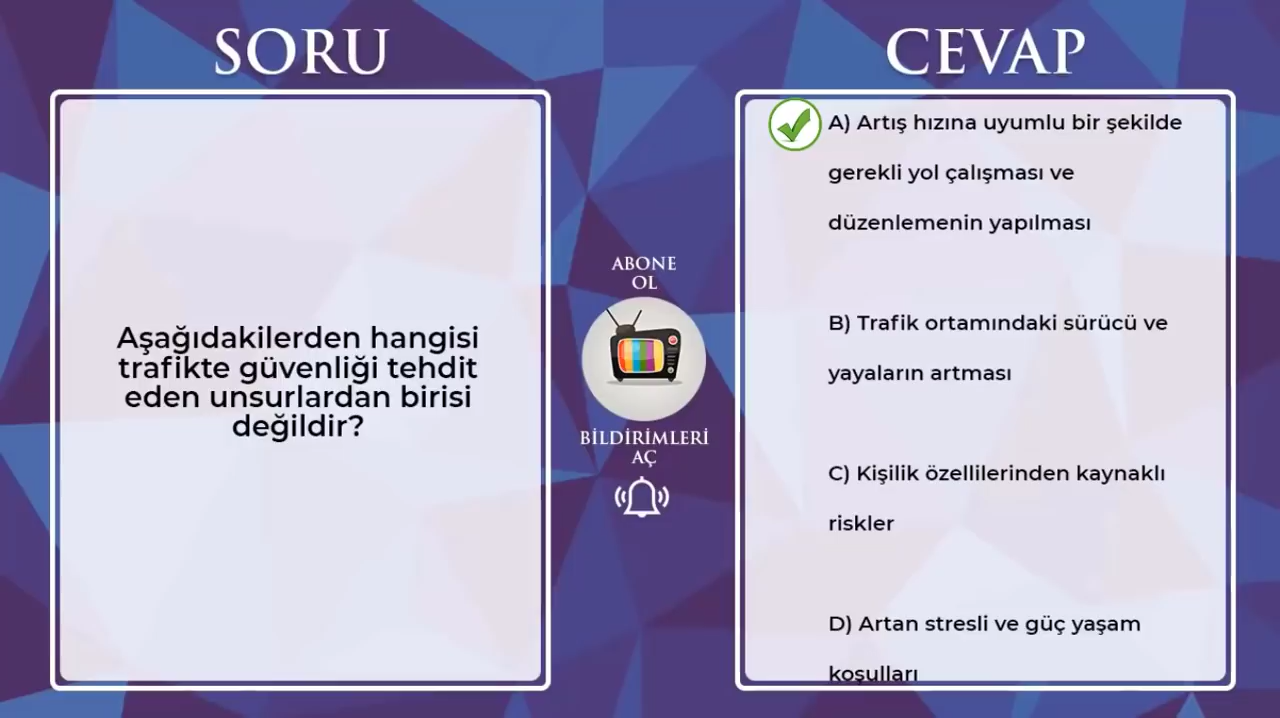 SORU
Aşağıdakilerden hangisi
trafikte güvenliği tehdit
eden unsurlardan birisi
değildir?
ABONE
OL
BİLDİRİMLERİ
AÇ
CEVAP
A) Artış hızına uyumlu bir şekilde
gerekli yol çalışması ve
düzenlemenin yapılması
B) Trafik ortamındaki sürücü ve
yayaların artması
C) Kişilik özellilerinden kaynaklı
riskler
D) Artan stresli ve güç yaşam
koşulları